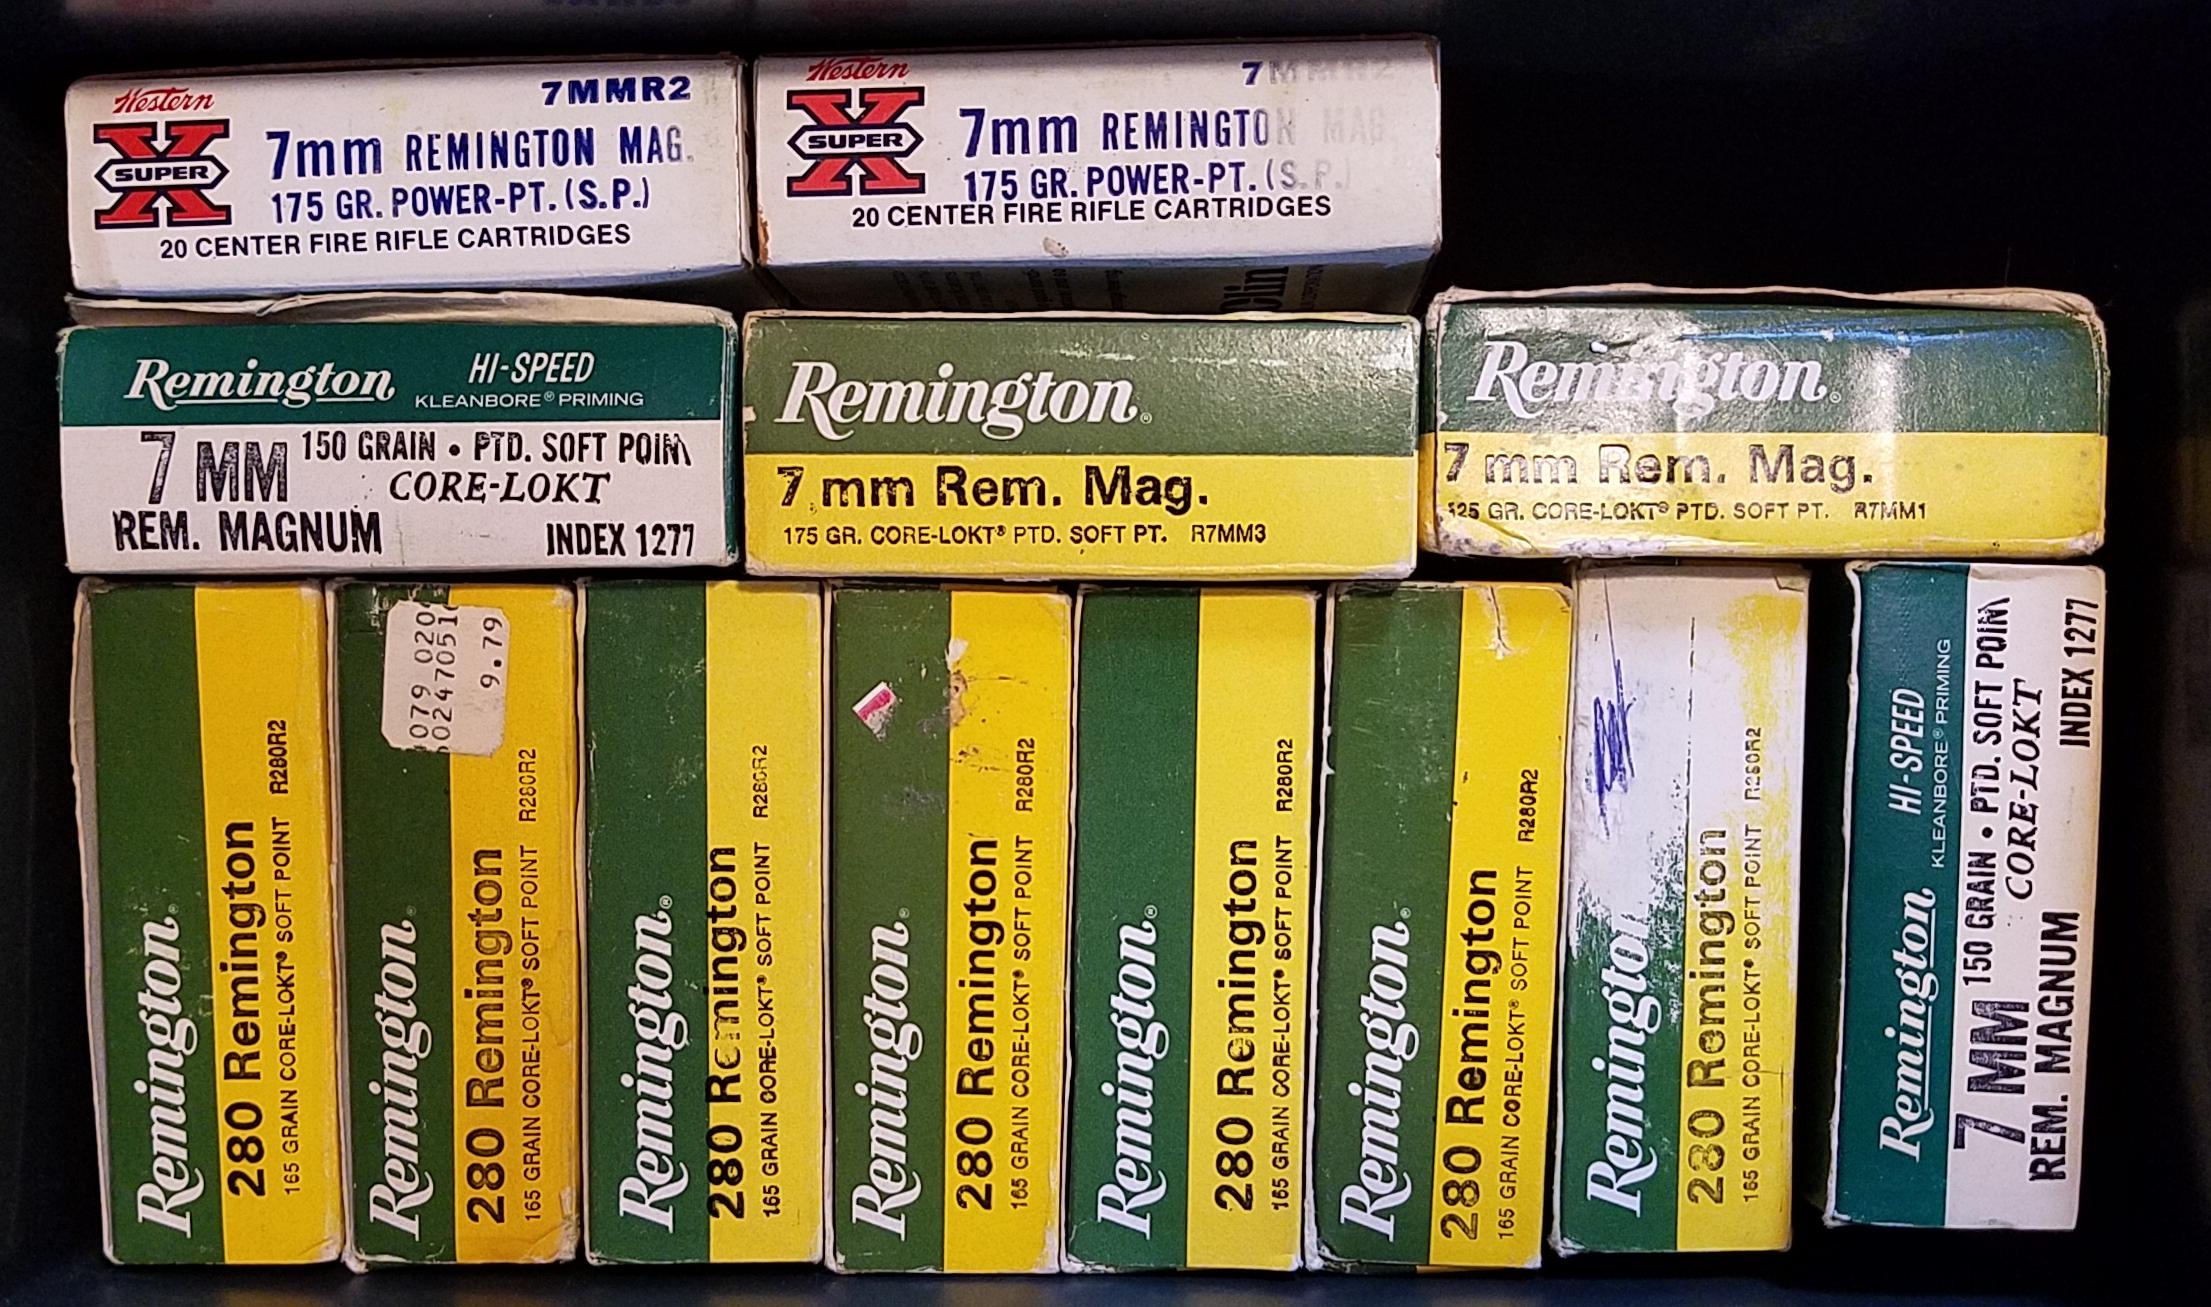 Western
X
SUPER
7MMR2
7mm REMINGTON MAG.
175 GR. POWER-PT. (S.P.)
20 CENTER FIRE RIFLE CARTRIDGES
Western
X
SUPER
7MMR2
7mm REMINGTON MAG
175 GR. POWER-PT. (S.P.)
20 CENTER FIRE RIFLE CARTRIDGES
Remington HI-SPEED
KLEANBORE® PRIMING
7 MM 150 GRAIN • PTD. SOFT POIN
CORE-LOKT
REM. MAGNUM INDEX 1277
Remington®
7 mm Rem. Mag.
175 GR. CORE-LOKT® PTD. SOFT PT. R7MM3
Remington®
7 mm Rem. Mag.
125 GR. CORE-LOKT® PTD. SOFT PT. R7MM1
Remington®
280 Remington
165 GRAIN CORE-LOKT® SOFT POINT R280R2
Remington®
280 Remington
165 GRAIN CORE-LOKT® SOFT POINT R280R2
9.79
Remington®
280 Remington
165 GRAIN CORE-LOKT® SOFT POINT R280R2
Remington®
280 Remington
165 GRAIN CORE-LOKT® SOFT POINT R280R2
Remington®
280 Remington
165 GRAIN CORE-LOKT® SOFT POINT R280R2
Remington®
280 Remington
165 GRAIN CORE-LOKT® SOFT POINT R280R2
Remington
280 Remington
165 GRAIN CORE-LOKT® SOFT POINT R280R2
Remington HI-SPEED
KLEANBORE® PRIMING
7 MM 150 GRAIN • PTD. SOFT POIN
CORE-LOKT
REM. MAGNUM INDEX 1277